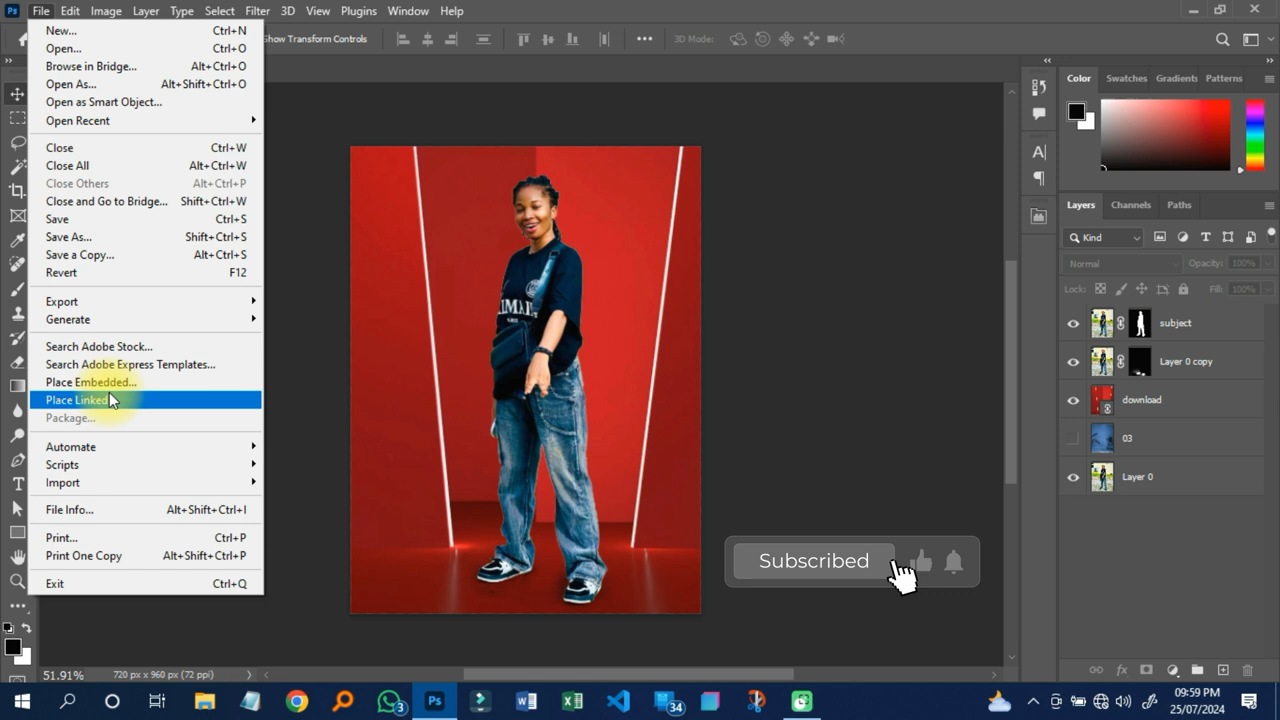 Ps File Edit Image Layer Type Select Filter 3D View Plugins Window Help
Show Transform Controls
3D Mode:
New... Ctrl+N
Open... Ctrl+O
Browse in Bridge... Alt+Ctrl+O
Open As... Alt+Shift+Ctrl+O
Open as Smart Object...
Open Recent
Close Ctrl+W
Close All Alt+Ctrl+W
Close Others Alt+Ctrl+P
Close and Go to Bridge... Shift+Ctrl+W
Save Ctrl+S
Save As... Shift+Ctrl+S
Save a Copy... Alt+Ctrl+S
Revert F12
Export
Generate
Search Adobe Stock...
Search Adobe Express Templates...
Place Embedded...
Place Linked
Package...
Automate
Scripts
Import
File Info... Alt+Shift+Ctrl+I
Print... Ctrl+P
Print One Copy Alt+Shift+Ctrl+P
Exit Ctrl+Q
Color Swatches Gradients Patterns
Layers Channels Paths
Kind
Normal Opacity: 100%
Lock: Fill: 100%
subject
Layer 0 copy
download
03
Layer 0
Subscribed
51.91% 720 px x 960 px (72 ppi)
3
Ps
34
09:59 PM
25/07/2024